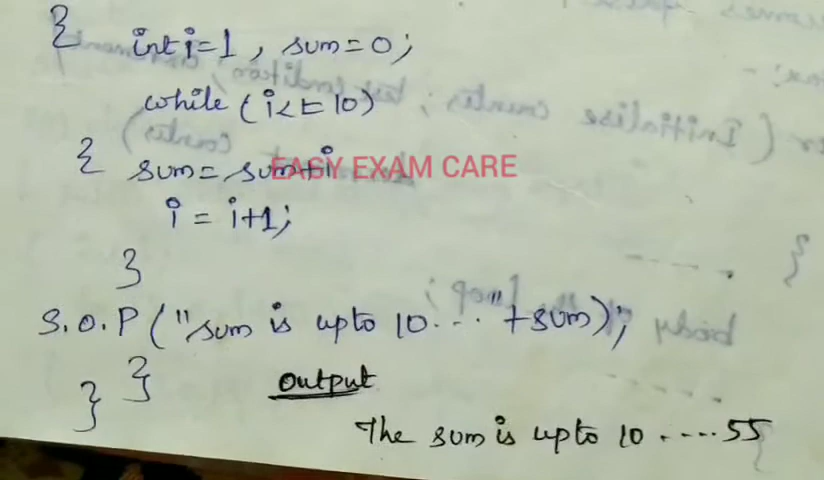 { int i=1, sum=0;
while (i<=10)
{ sum=sum+i
EASY EXAM CARE
i = i+1;
}
S.O.P("sum is upto 10...."+sum);
}
}
Output
The sum is upto 10 .....55